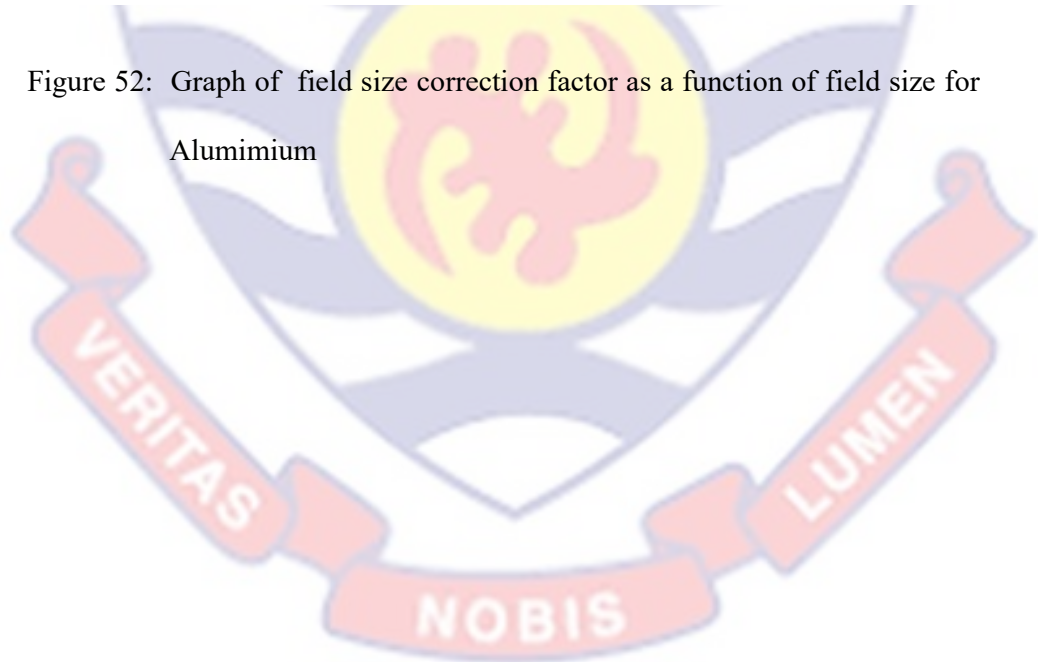 Figure 52: Graph of field size correction factor as a function of field size for
Alumimium
VERITAS
NOBIS
LUMEN